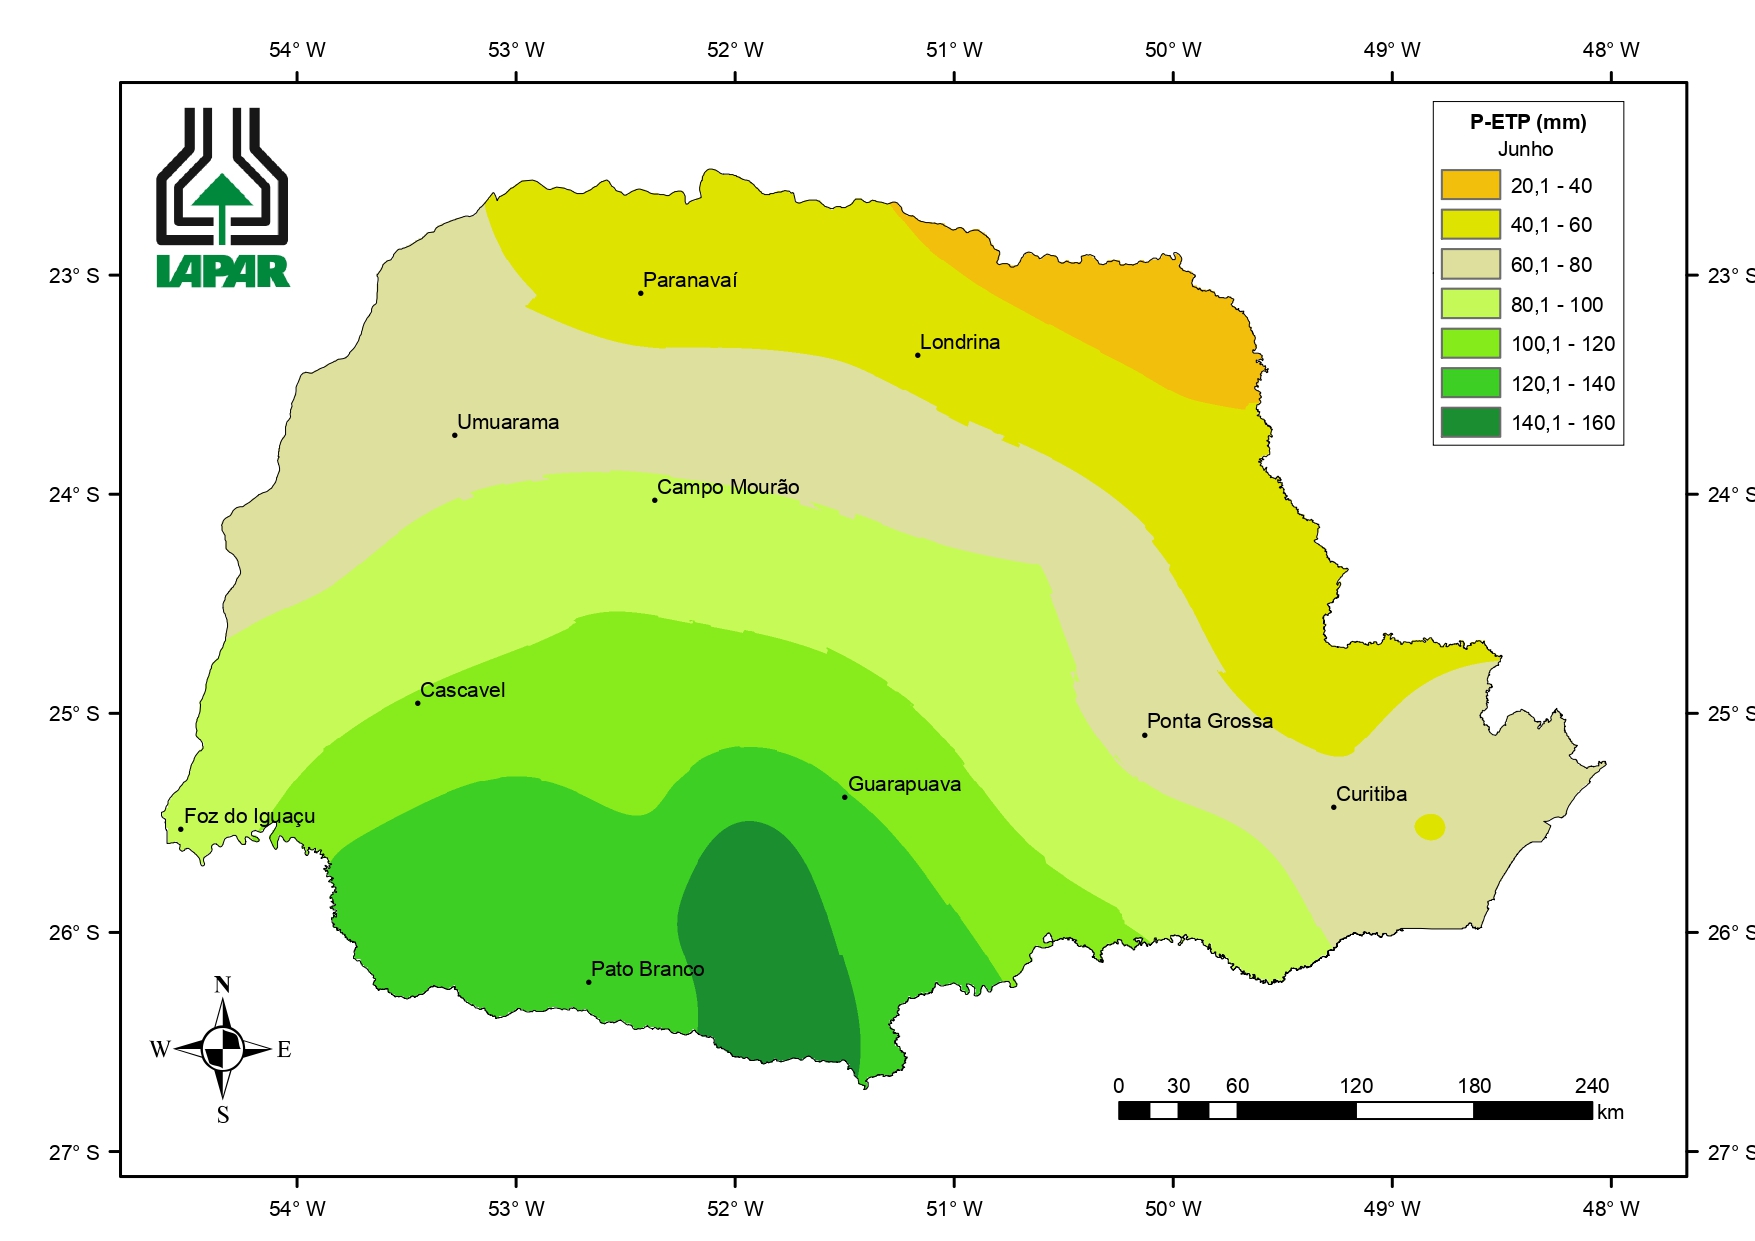 54° W 53° W 52° W 51° W 50° W 49° W 48° W
IAPAR
P-ETP (mm)
Junho
20,1 - 40
40,1 - 60
60,1 - 80
80,1 - 100
100,1 - 120
120,1 - 140
140,1 - 160
23° S 23° S
Paranavaí
Londrina
Umuarama
Campo Mourão
24° S 24° S
Cascavel
25° S 25° S
Ponta Grossa
Guarapuava
Curitiba
Foz do Iguaçu
26° S 26° S
Pato Branco
N
W E
S
0 30 60 120 180 240
km
27° S 27° S
54° W 53° W 52° W 51° W 50° W 49° W 48° W